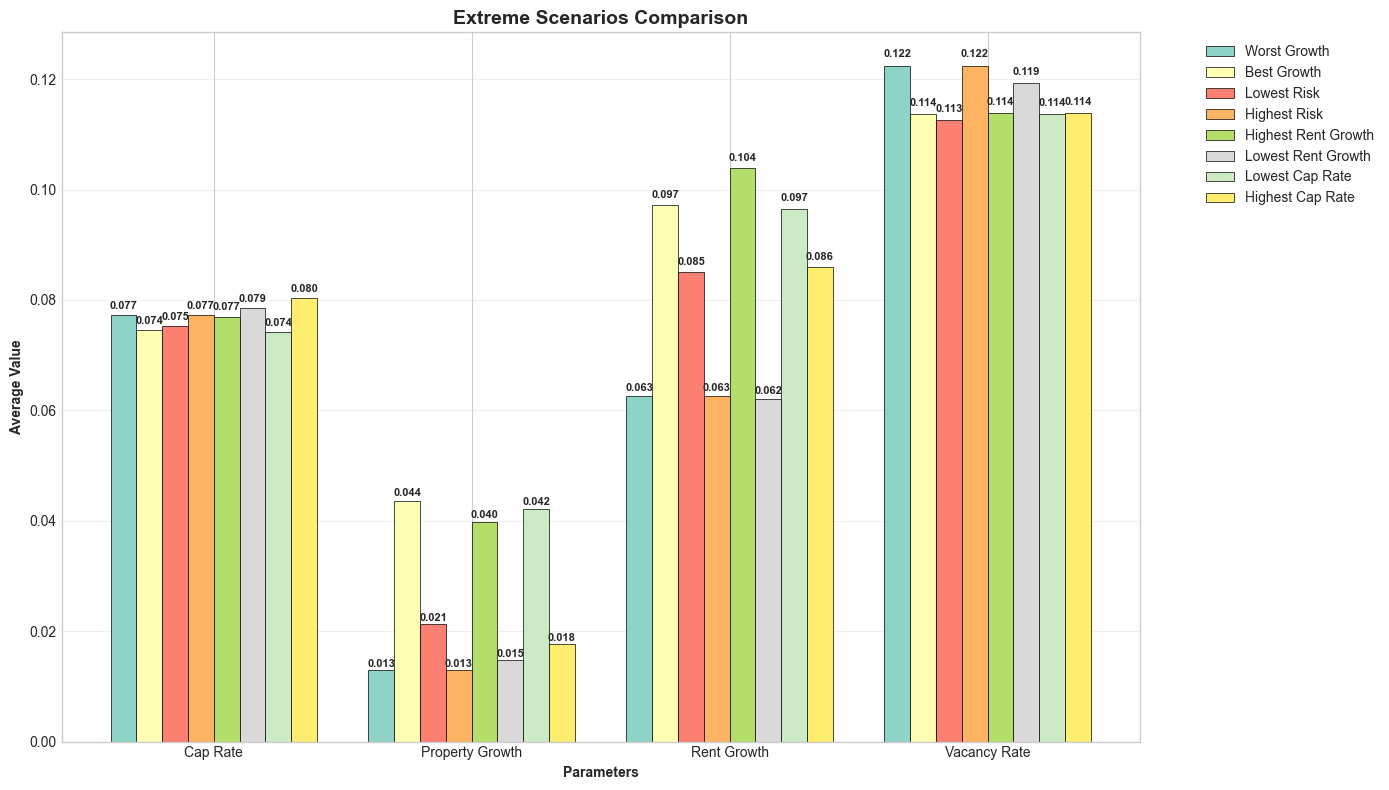 Extreme Scenarios Comparison
Worst Growth
Best Growth
Lowest Risk
Highest Risk
Highest Rent Growth
Lowest Rent Growth
Lowest Cap Rate
Highest Cap Rate
Average Value
0.12
0.10
0.08
0.06
0.04
0.02
0.00
0.077 0.074 0.075 0.077 0.077 0.079 0.074 0.080
0.013 0.044 0.021 0.013 0.040 0.015 0.042 0.018
0.063 0.097 0.085 0.063 0.104 0.062 0.097 0.086
0.122 0.114 0.113 0.122 0.114 0.119 0.114 0.114
Cap Rate Property Growth Rent Growth Vacancy Rate
Parameters